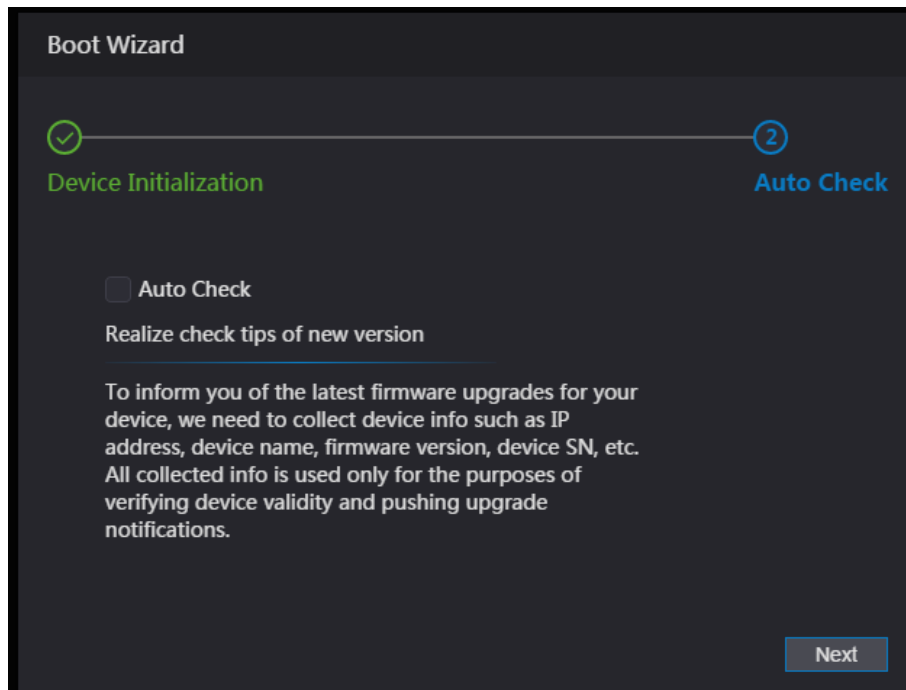 Boot Wizard
2
Device Initialization
Auto Check
Auto Check
Realize check tips of new version
To inform you of the latest firmware upgrades for your
device, we need to collect device info such as IP
address, device name, firmware version, device SN, etc.
All collected info is used only for the purposes of
verifying device validity and pushing upgrade
notifications.
Next